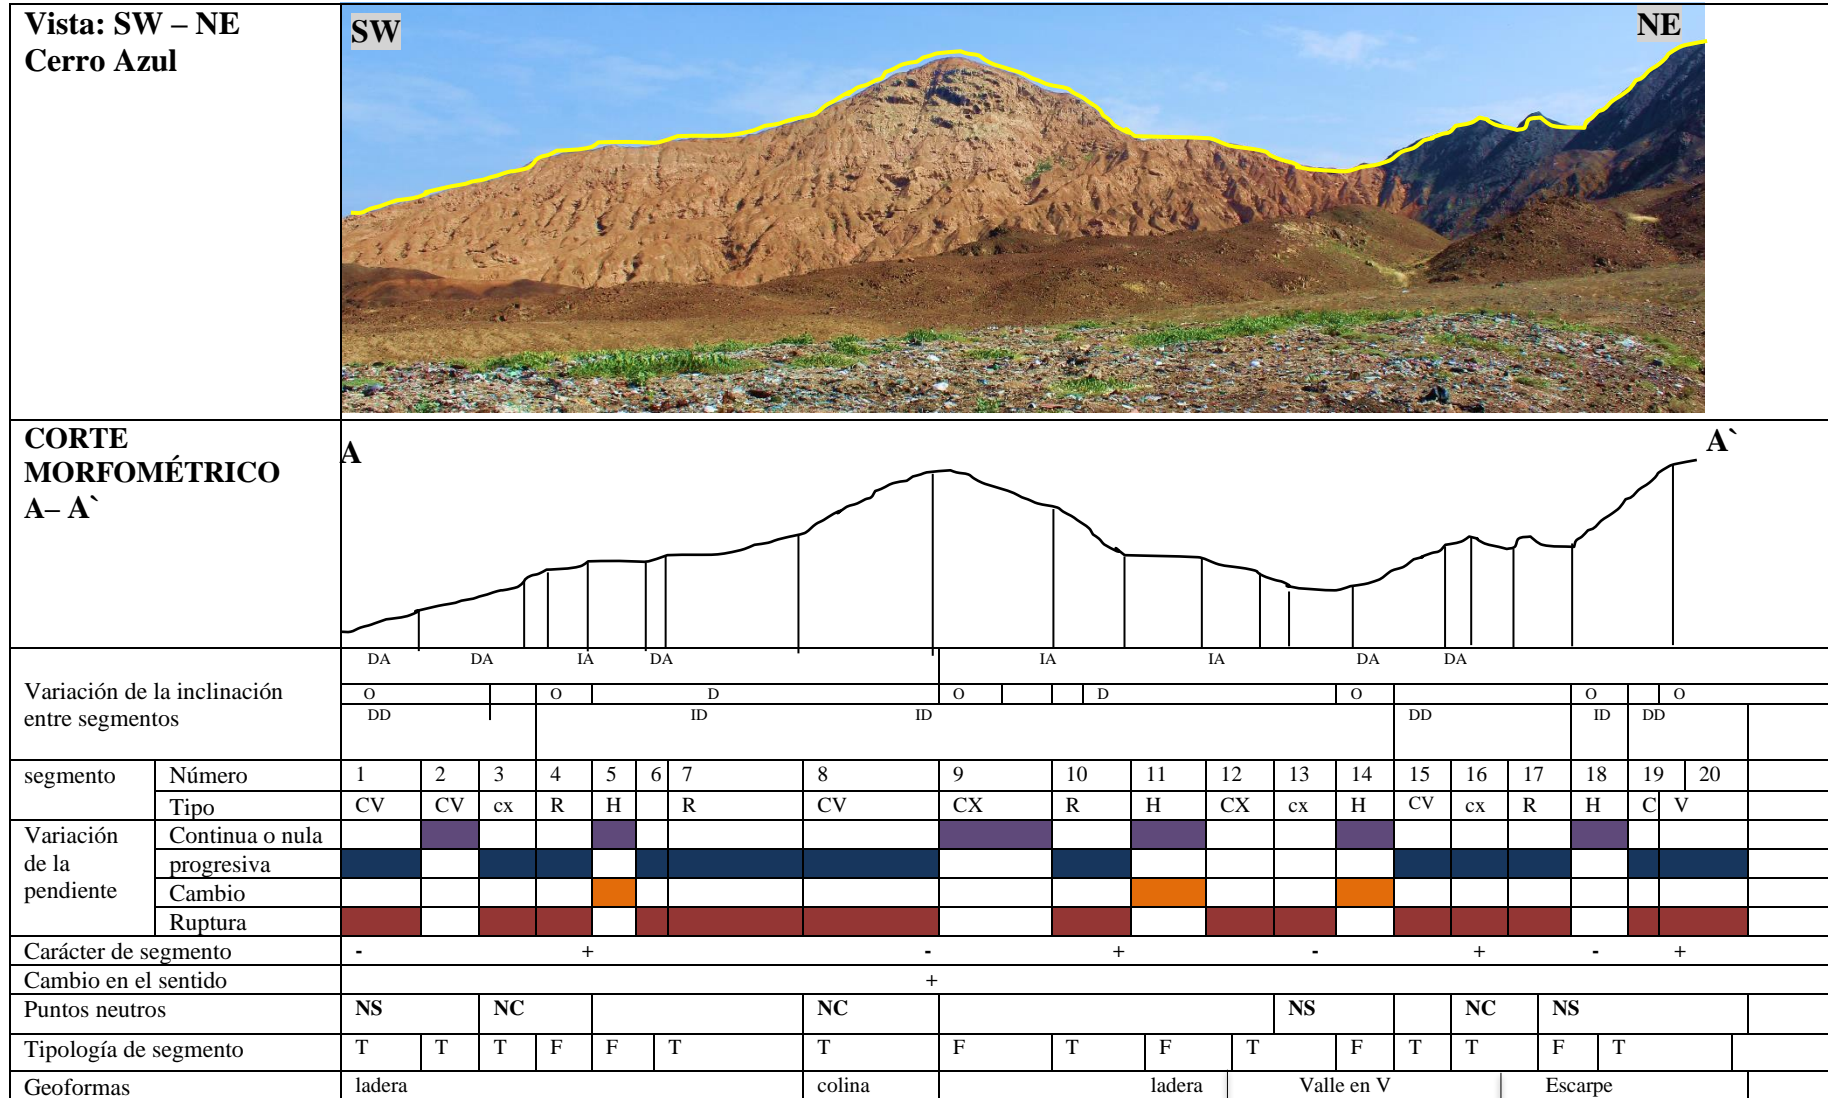 Vista: SW – NE
Cerro Azul
SW NE
CORTE
MORFOMÉTRICO
A– A`
A A`
Variación de la inclinación
entre segmentos
DA DA IA DA IA IA DA DA
O O D O D O O O
DD ID ID DD ID DD
segmento Número 1 2 3 4 5 6 7 8 9 10 11 12 13 14 15 16 17 18 19 20
Tipo CV CV cx R H R CV CX R H CX cx H CV cx R H C V
Variación
de la
pendiente
Continua o nula
progresiva
Cambio
Ruptura
Carácter de segmento - + - + - + - +
Cambio en el sentido +
Puntos neutros NS NC NC NS NC NS
Tipología de segmento T T T F F T T F T F T F T T F T
Geoformas ladera colina ladera Valle en V Escarpe